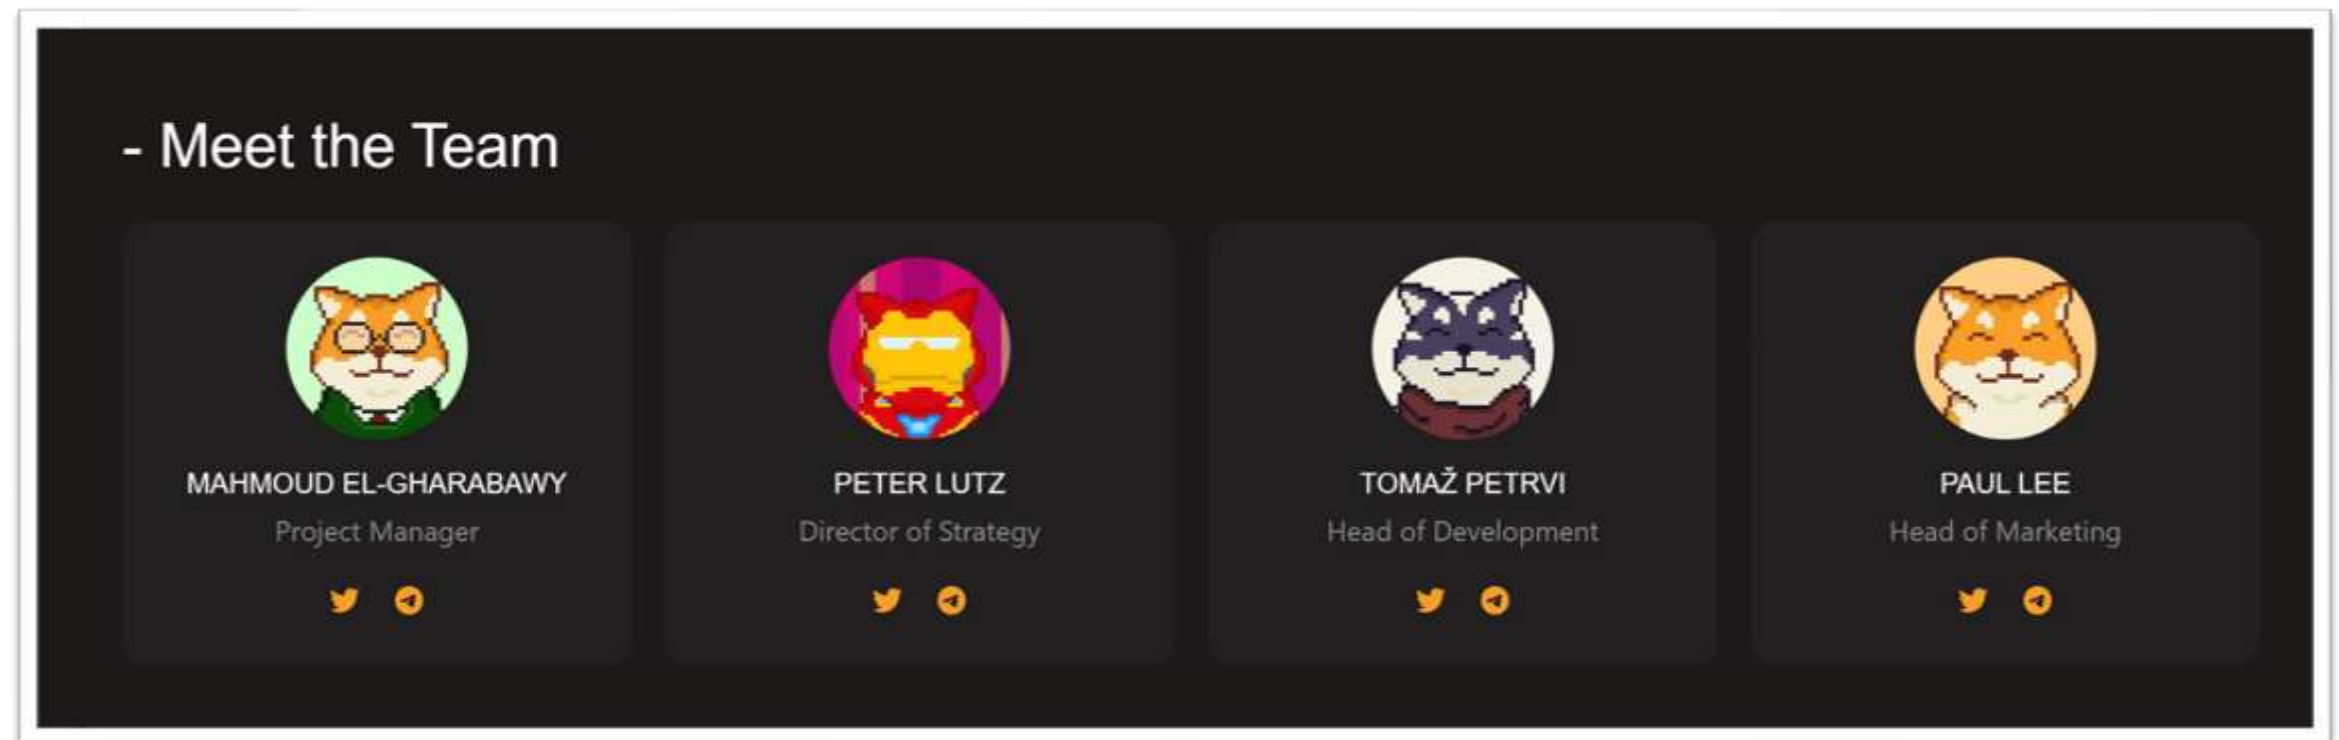 - Meet the Team
MAHMOUD EL-GHARABAWY
Project Manager
PETER LUTZ
Director of Strategy
TOMAŽ PETRVI
Head of Development
PAUL LEE
Head of Marketing